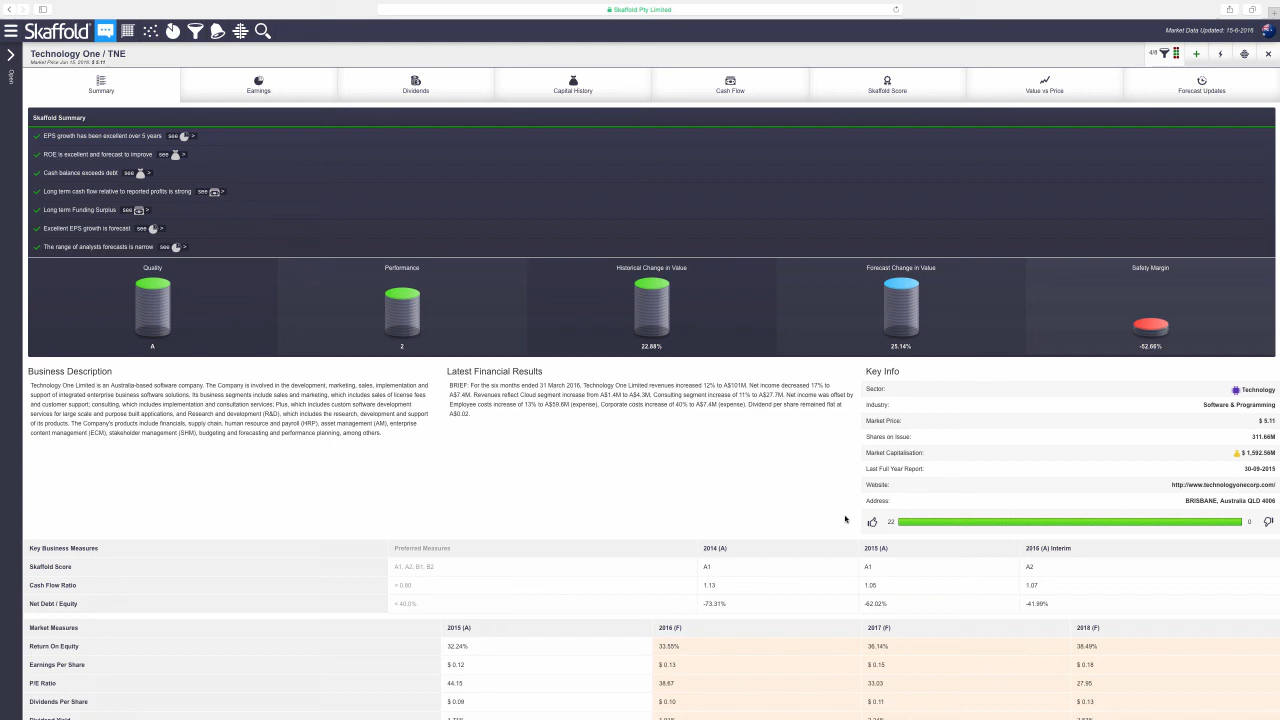 Skaffold Pty Limited
Skaffold
Market Data Updated: 15-6-2016
Technology One / TNE
Market Price Jun 15, 2016: $ 5.11
4/8
Open
Summary
Earnings
Dividends
Capital History
Cash Flow
Skaffold Score
Value vs Price
Forecast Updates
Skaffold Summary
EPS growth has been excellent over 5 years see >
ROE is excellent and forecast to improve see >
Cash balance exceeds debt see >
Long term cash flow relative to reported profits is strong see >
Long term Funding Surplus see >
Excellent EPS growth is forecast see >
The range of analysts forecasts is narrow see >
Quality
Performance
Historical Change in Value
Forecast Change in Value
Safety Margin
A
2
22.88%
25.14%
-52.66%
Business Description
Technology One Limited is an Australia-based software company. The Company is involved in the development, marketing, sales, implementation and
support of integrated enterprise business software solutions. Its business segments include sales and marketing, which includes sales of license fees
and customer support; consulting, which includes implementation and consultation services; Plus, which includes custom software development
services for large scale and purpose built applications, and Research and development (R&D), which includes the research, development and support
of its products. The Company's products include financials, supply chain, human resource and payroll (HRP), asset management (AM), enterprise
content management (ECM), stakeholder management (SHM), budgeting and forecasting and performance planning, among others.
Latest Financial Results
BRIEF: For the six months ended 31 March 2016, Technology One Limited revenues increased 12% to A$101M. Net income decreased 17% to
A$7.4M. Revenues reflect Cloud segment increase from A$1.4M to A$4.3M, Consulting segment increase of 11% to A$27.7M. Net income was offset by
Employee costs increase of 13% to A$59.6M (expense), Corporate costs increase of 40% to A$7.4M (expense). Dividend per share remained flat at
A$0.02.
Key Info
Sector: Technology
Industry: Software & Programming
Market Price: $ 5.11
Shares on Issue: 311.66M
Market Capitalisation: $ 1,592.56M
Last Full Year Report: 30-09-2015
Website: http://www.technologyonecorp.com/
Address: BRISBANE, Australia QLD 4006
22 0
Key Business Measures Preferred Measures 2014 (A) 2015 (A) 2016 (A) Interim
Skaffold Score A1, A2, B1, B2 A1 A1 A2
Cash Flow Ratio > 0.80 1.13 1.05 1.07
Net Debt / Equity < 40.0% -73.31% -62.02% -41.99%
Market Measures 2015 (A) 2016 (F) 2017 (F) 2018 (F)
Return On Equity 32.24% 33.55% 36.14% 38.49%
Earnings Per Share $ 0.12 $ 0.13 $ 0.15 $ 0.18
P/E Ratio 44.15 38.67 33.03 27.95
Dividends Per Share $ 0.09 $ 0.10 $ 0.11 $ 0.13